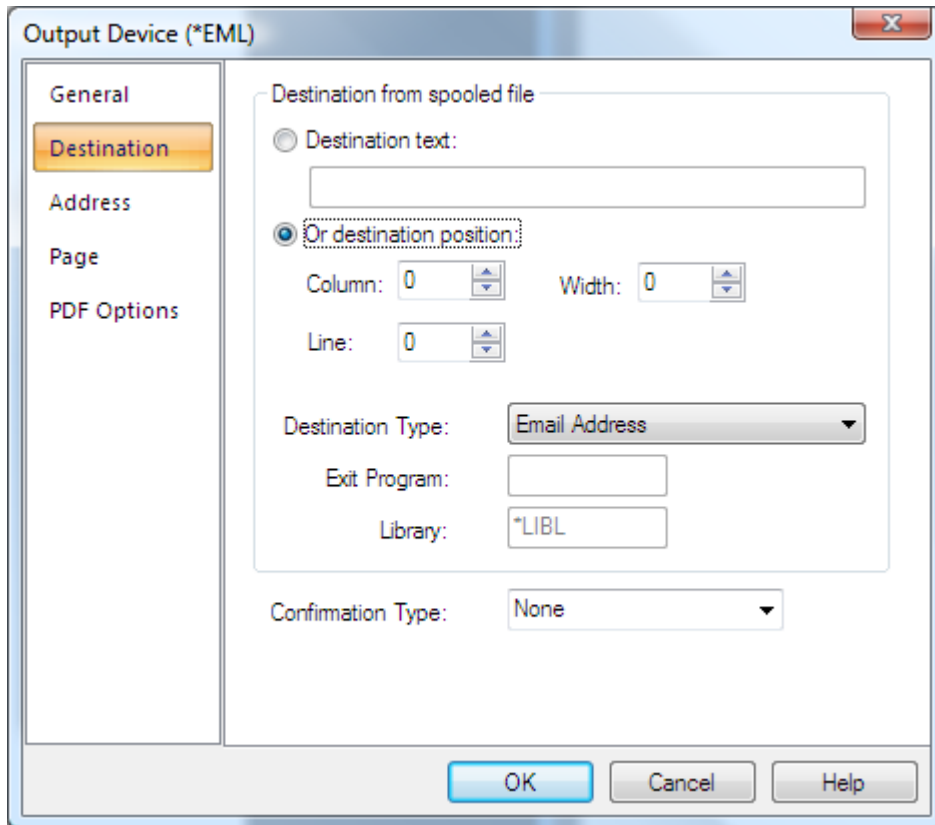 Output Device (*EML)
General
Destination
Address
Page
PDF Options
Destination from spooled file
Destination text:
Or destination position:
Column: 0 Width: 0
Line: 0
Destination Type: Email Address
Exit Program:
Library: *LIBL
Confirmation Type: None
OK Cancel Help